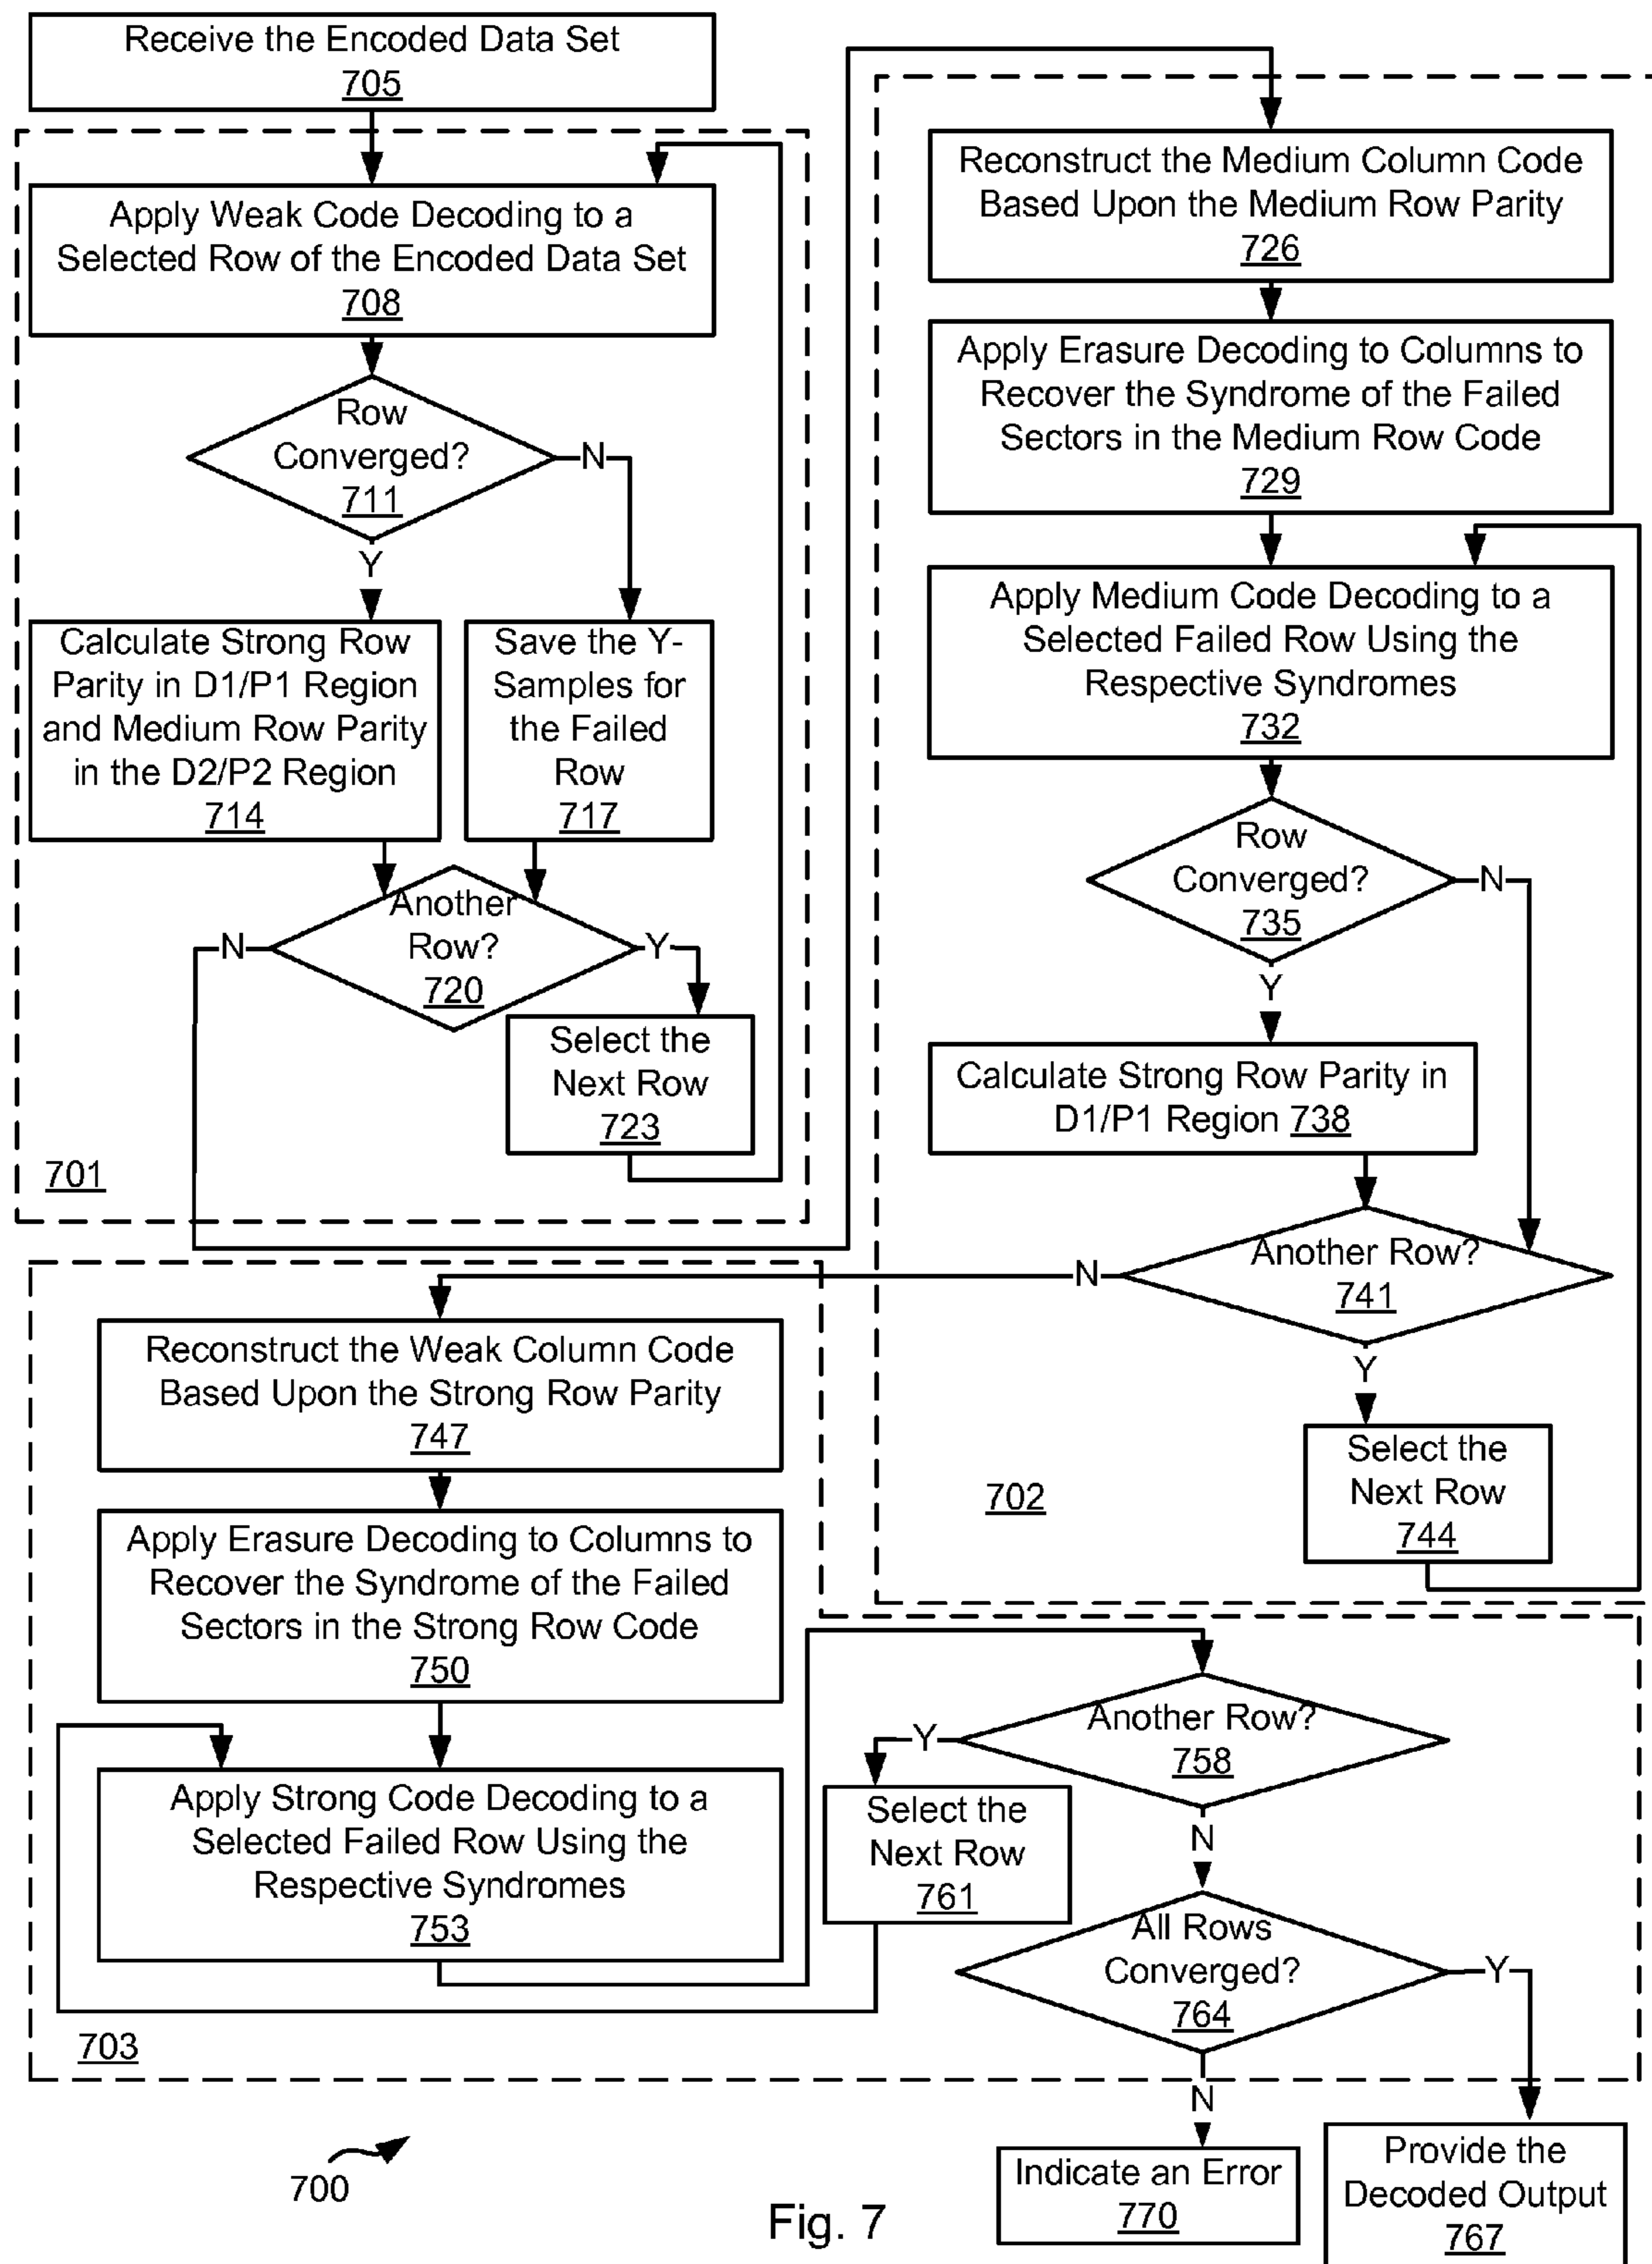 Receive the Encoded Data Set
705
Apply Weak Code Decoding to a
Selected Row of the Encoded Data Set
708
Row
Converged?
711
N
Y
Calculate Strong Row
Parity in D1/P1 Region
and Medium Row Parity
in the D2/P2 Region
714
Save the Y-
Samples for
the Failed
Row
717
Another
Row?
720
N
Y
Select the
Next Row
723
701
Reconstruct the Medium Column Code
Based Upon the Medium Row Parity
726
Apply Erasure Decoding to Columns to
Recover the Syndrome of the Failed
Sectors in the Medium Row Code
729
Apply Medium Code Decoding to a
Selected Failed Row Using the
Respective Syndromes
732
Row
Converged?
735
N
Y
Calculate Strong Row Parity in
D1/P1 Region 738
Another Row?
741
N
Y
Select the
Next Row
744
702
Reconstruct the Weak Column Code
Based Upon the Strong Row Parity
747
Apply Erasure Decoding to Columns to
Recover the Syndrome of the Failed
Sectors in the Strong Row Code
750
Apply Strong Code Decoding to a
Selected Failed Row Using the
Respective Syndromes
753
Another Row?
758
Y
N
Select the
Next Row
761
All Rows
Converged?
764
Y
N
703
Indicate an Error
770
Provide the
Decoded Output
767
700
Fig. 7